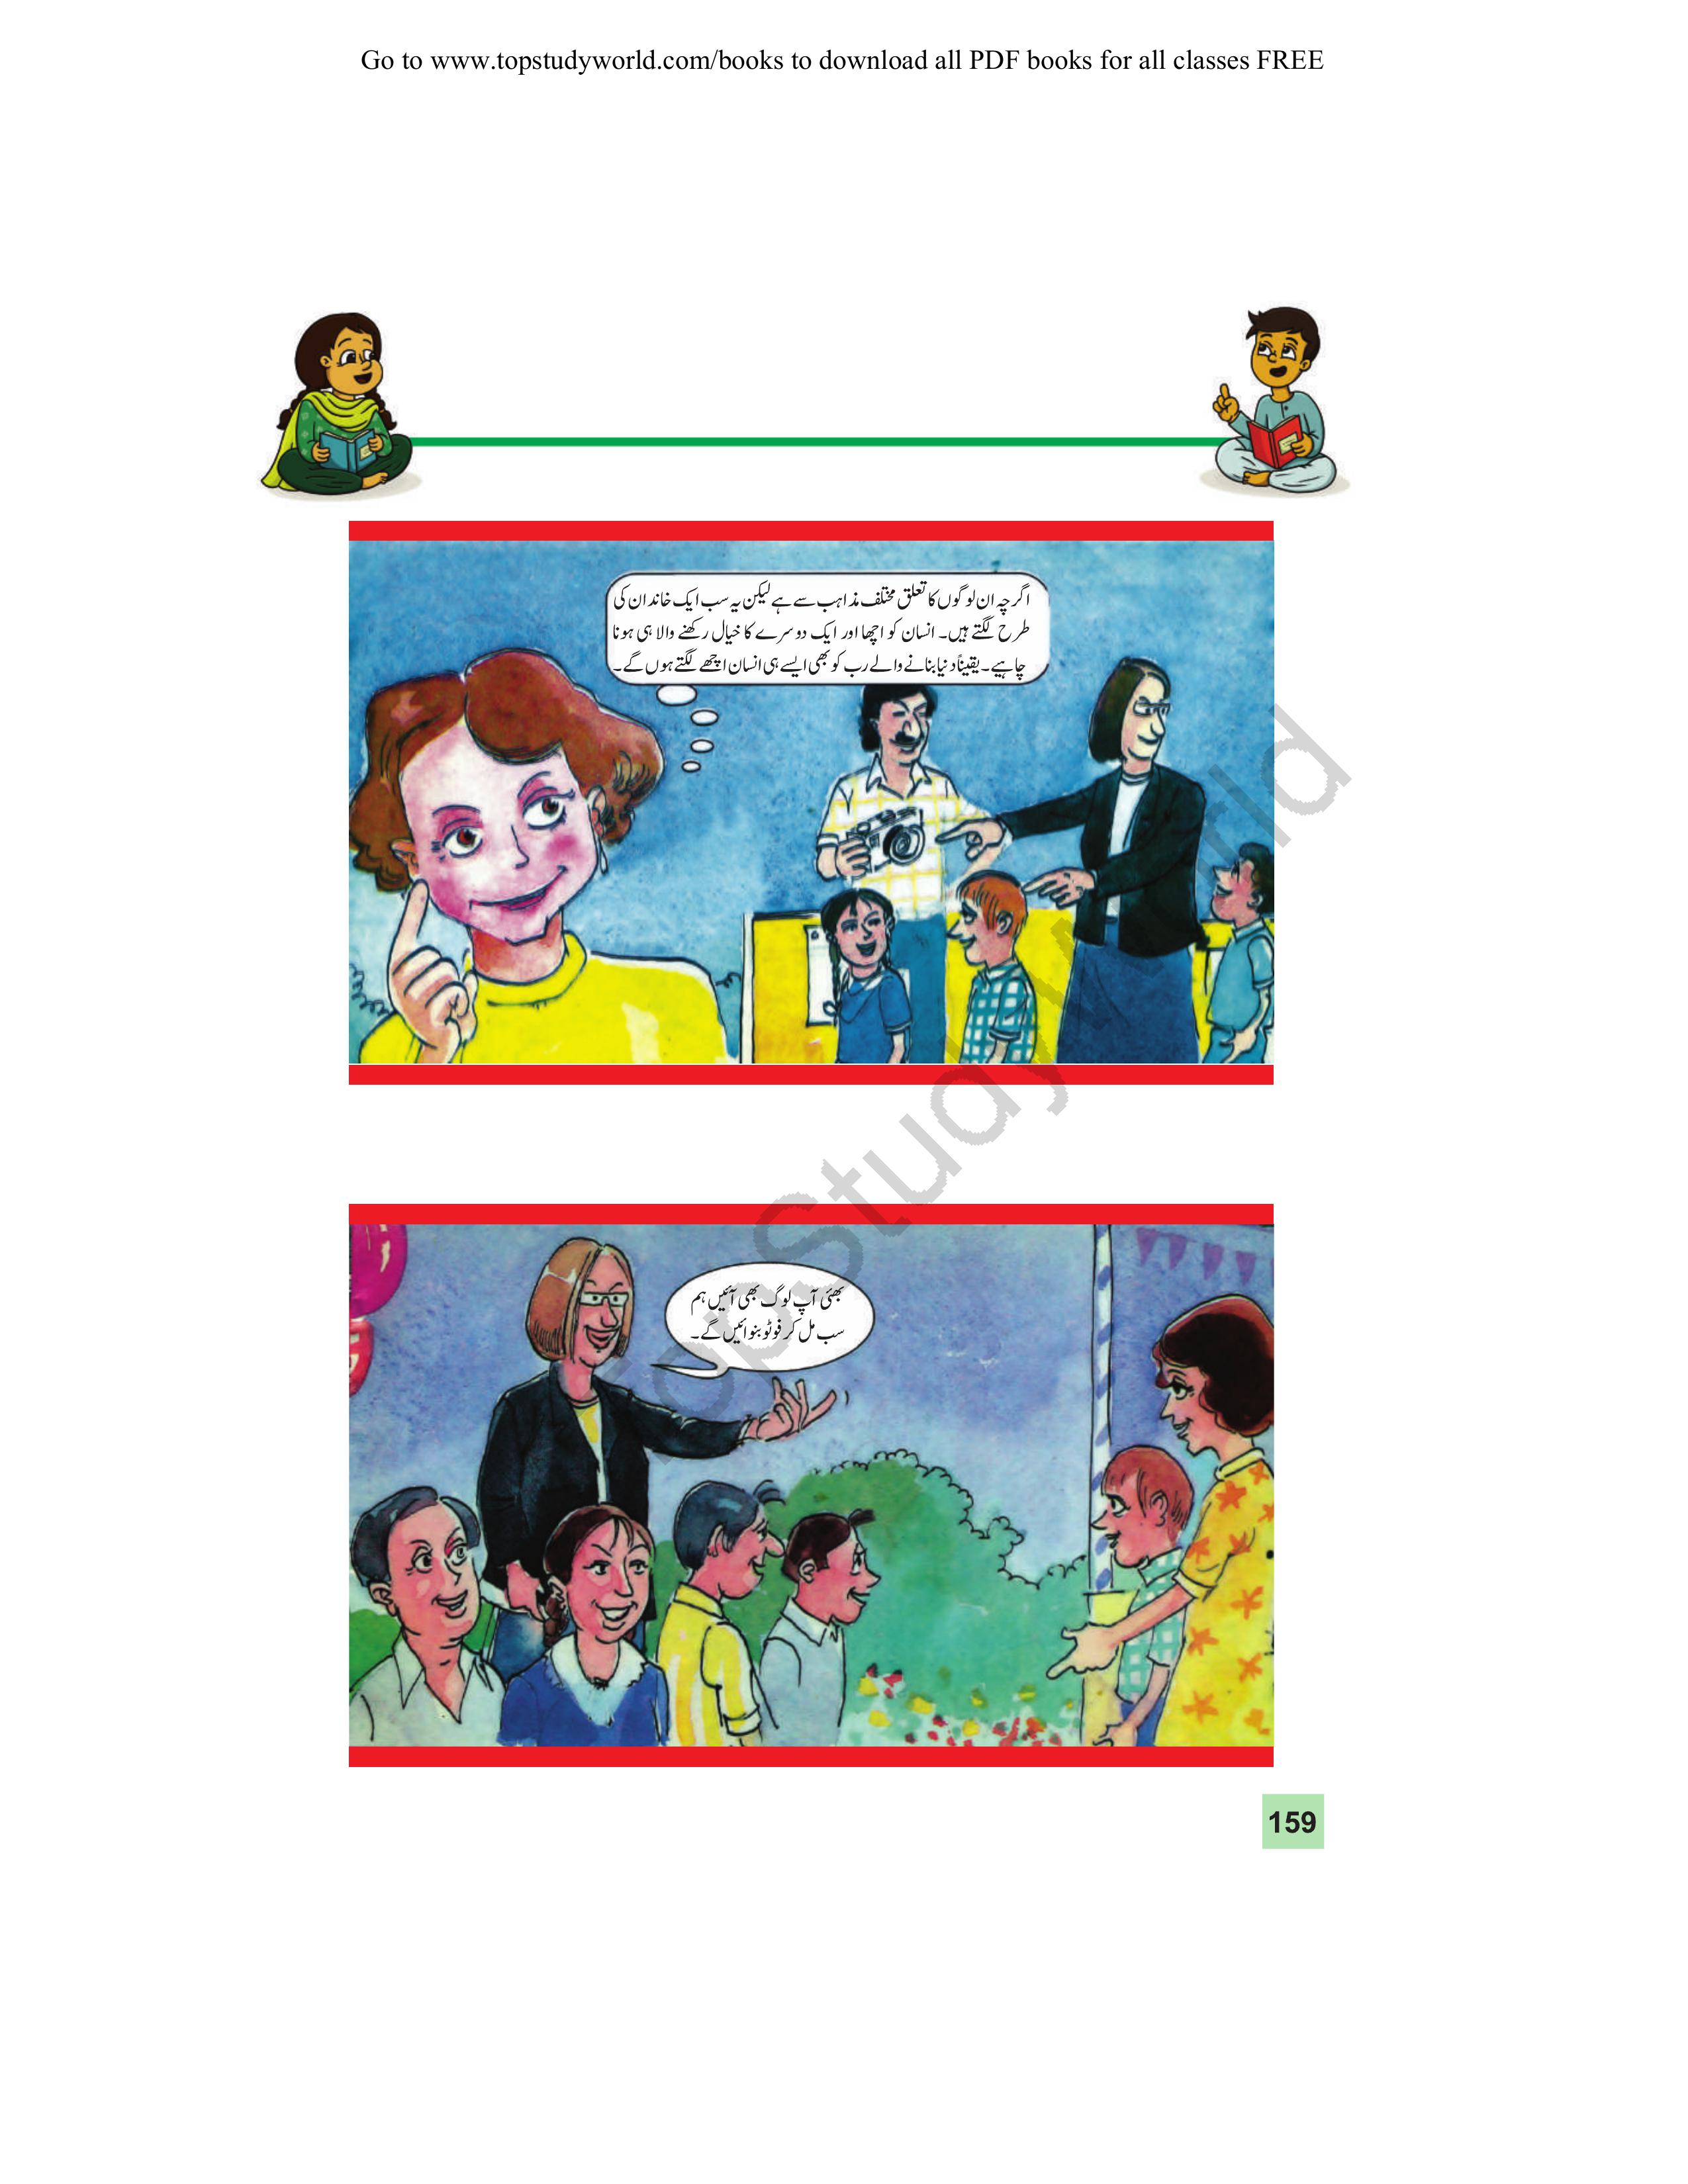 Go to www.topstudyworld.com/books to download all PDF books for all classes FREE
اگرچہ ان لوگوں کا تعلق مختلف مذاہب سے ہے لیکن یہ سب ایک خاندان کی
طرح لگتے ہیں۔ انسان کو اچھا اور ایک دوسرے کا خیال رکھنے والا ہی ہونا
چاہیے۔ یقیناً دنیا بنانے والے رب کو بھی ایسے ہی انسان اچھے لگتے ہوں گے۔
بھئی آپ لوگ بھی آئیں ہم
سب مل کر فوٹو بنوائیں گے۔
TopStudyWorld
159